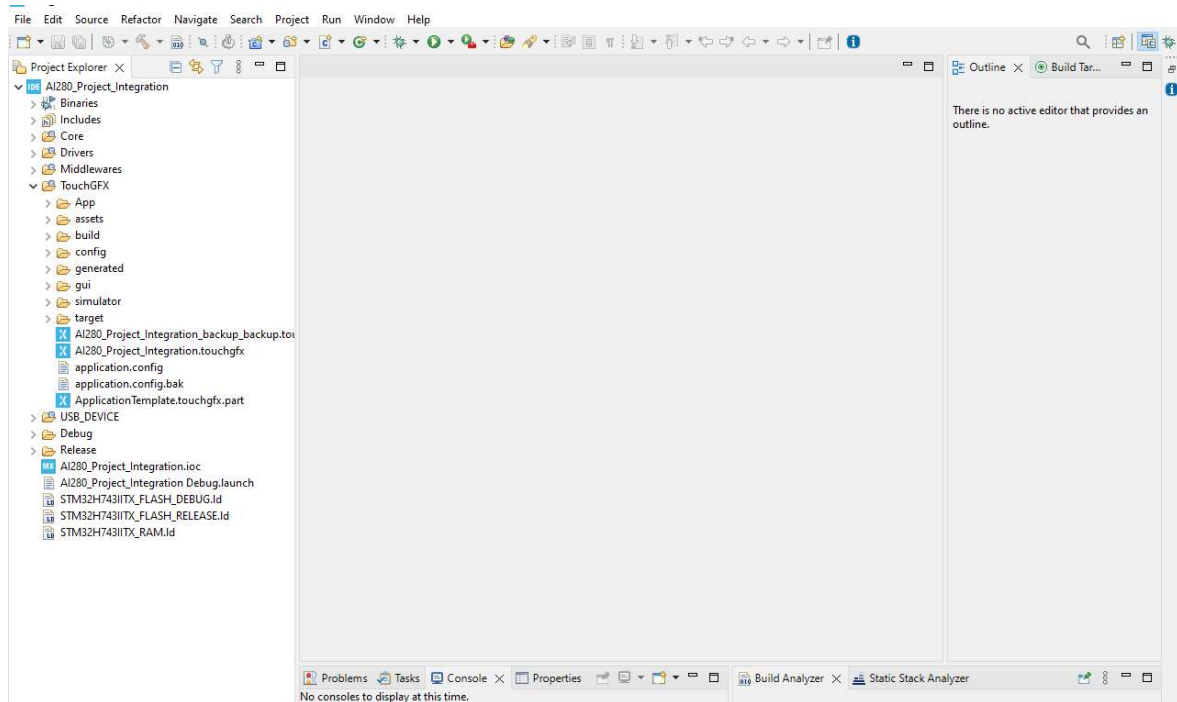 File Edit Source Refactor Navigate Search Project Run Window Help
Project Explorer
Outline
Build Tar...
There is no active editor that provides an
outline.
IDE AI280_Project_Integration
Binaries
Includes
Core
Drivers
Middlewares
TouchGFX
App
assets
build
config
generated
gui
simulator
target
AI280_Project_Integration_backup_backup.tou
AI280_Project_Integration.touchgfx
application.config
application.config.bak
ApplicationTemplate.touchgfx.part
USB_DEVICE
Debug
Release
MX AI280_Project_Integration.ioc
AI280_Project_Integration Debug.launch
STM32H743IITX_FLASH_DEBUG.ld
STM32H743IITX_FLASH_RELEASE.ld
STM32H743IITX_RAM.ld
Problems Tasks Console Properties
Build Analyzer Static Stack Analyzer
No consoles to display at this time.